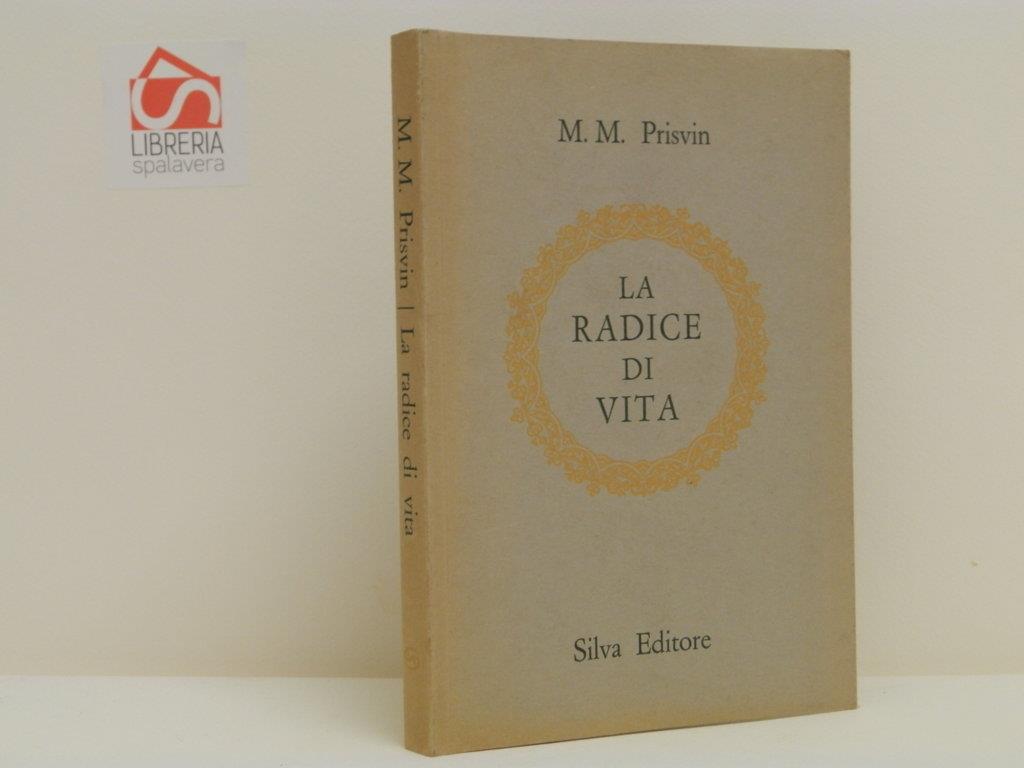 LIBRERIA
spalavera
M. M. Prisvin | La radice di vita
M. M. Prisvin
LA
RADICE
DI
VITA
Silva Editore